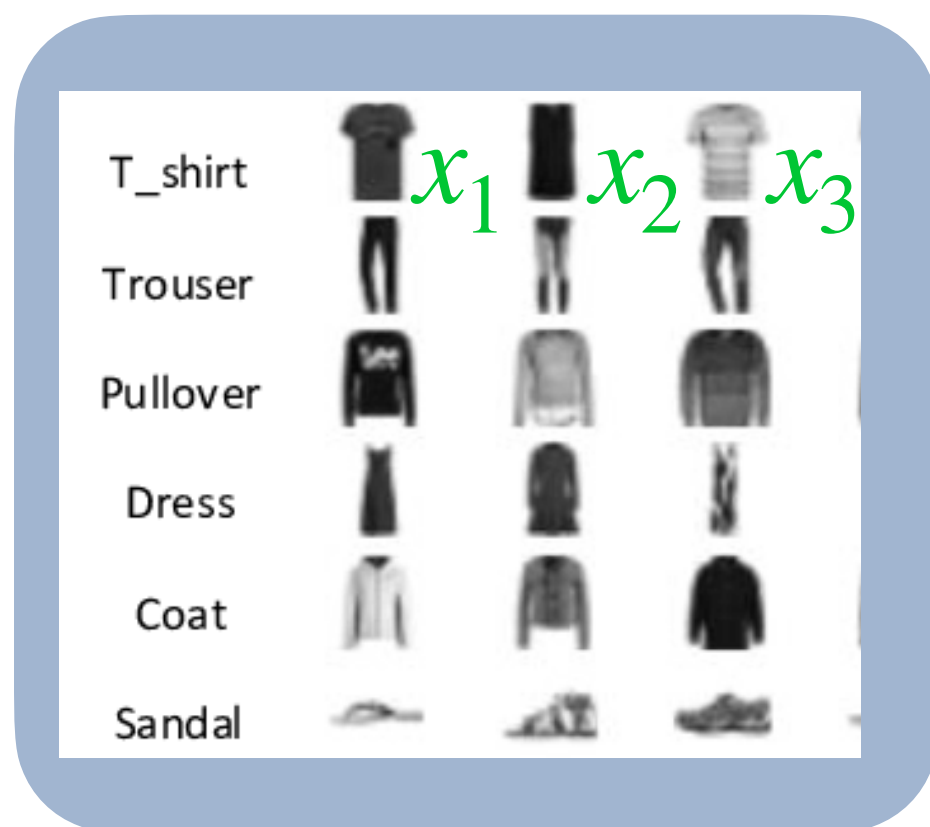 T_shirt x1 x2 x3
Trouser
Pullover
Dress
Coat
Sandal